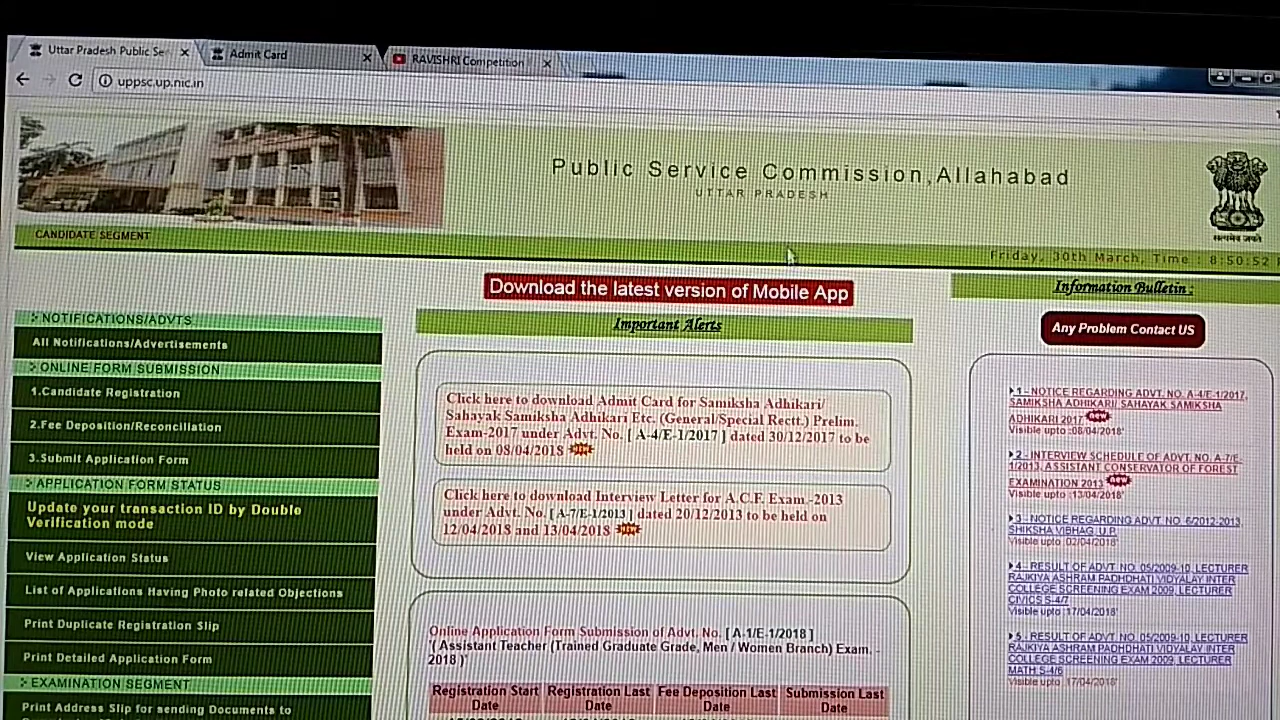 Uttar Pradesh Public Se
Admit Card
RAVISHRI Competition
uppsc.up.nic.in
Public Service Commission,Allahabad
UTTAR PRADESH
सत्यमेव जयते
CANDIDATE SEGMENT
Friday, 30th March, Time : 8:50:52
Download the latest version of Mobile App
Information Bulletin :
NOTIFICATIONS/ADVTS
All Notifications/Advertisements
ONLINE FORM SUBMISSION
1.Candidate Registration
2.Fee Deposition/Reconciliation
3.Submit Application Form
APPLICATION FORM STATUS
Update your transaction ID by Double
Verification mode
View Application Status
List of Applications Having Photo related Objections
Print Duplicate Registration Slip
Print Detailed Application Form
EXAMINATION SEGMENT
Print Address Slip for sending Documents to
Important Alerts
Click here to download Admit Card for Samiksha Adhikari/
Sahayak Samiksha Adhikari Etc. (General/Special Rectt.) Prelim.
Exam-2017 under Advt. No. [ A-4/E-1/2017 ] dated 30/12/2017 to be
held on 08/04/2018 NEW
Click here to download Interview Letter for A.C.F. Exam.-2013
under Advt. No. [ A-7/E-1/2013 ] dated 20/12/2013 to be held on
12/04/2018 and 13/04/2018 NEW
Online Application Form Submission of Advt. No. [ A-1/E-1/2018 ]
"( Assistant Teacher (Trained Graduate Grade, Men / Women Branch) Exam. -
2018 )"
Registration Start Date
Registration Last Date
Fee Deposition Last Date
Submission Last Date
Any Problem Contact US
1 - NOTICE REGARDING ADVT. NO. A-4/E-1/2017,
SAMIKSHA ADHIKARI/ SAHAYAK SAMIKSHA
ADHIKARI 2017 new
Visible upto :08/04/2018'
2 - INTERVIEW SCHEDULE OF ADVT. NO. A-7/E-
1/2013, ASSISTANT CONSERVATOR OF FOREST
EXAMINATION 2013 new
Visible upto :13/04/2018'
3 - NOTICE REGARDING ADVT. NO. 6/2012-2013,
SHIKSHA VIBHAG, U.P.
Visible upto :02/04/2018'
4 - RESULT OF ADVT. NO. 05/2009-10, LECTURER
RAJKIYA ASHRAM PADHDHATI VIDYALAY INTER
COLLEGE SCREENING EXAM 2009, LECTURER
CIVICS S-4/7
Visible upto :17/04/2018'
5 - RESULT OF ADVT. NO. 05/2009-10, LECTURER
RAJKIYA ASHRAM PADHDHATI VIDYALAY INTER
COLLEGE SCREENING EXAM 2009, LECTURER
MATH S-4/6
Visible upto :17/04/2018'